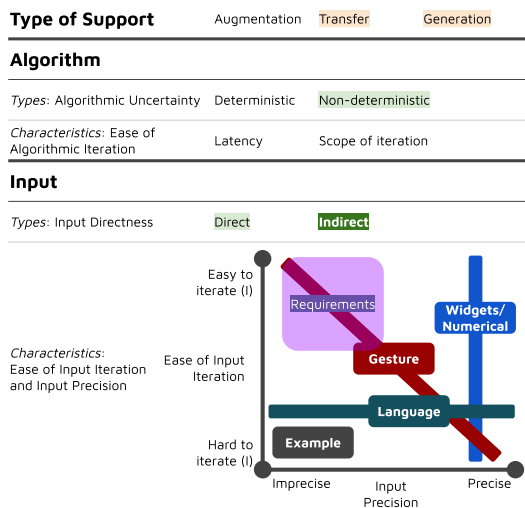 Type of Support Augmentation Transfer Generation
Algorithm
Types: Algorithmic Uncertainty Deterministic Non-deterministic
Characteristics: Ease of
Algorithmic Iteration Latency Scope of iteration
Input
Types: Input Directness Direct Indirect
Characteristics:
Ease of Input Iteration
and Input Precision
Easy to
iterate (I)
Ease of Input
Iteration
Hard to
iterate (I)
Requirements
Widgets/
Numerical
Gesture
Language
Example
Imprecise
Input
Precision
Precise